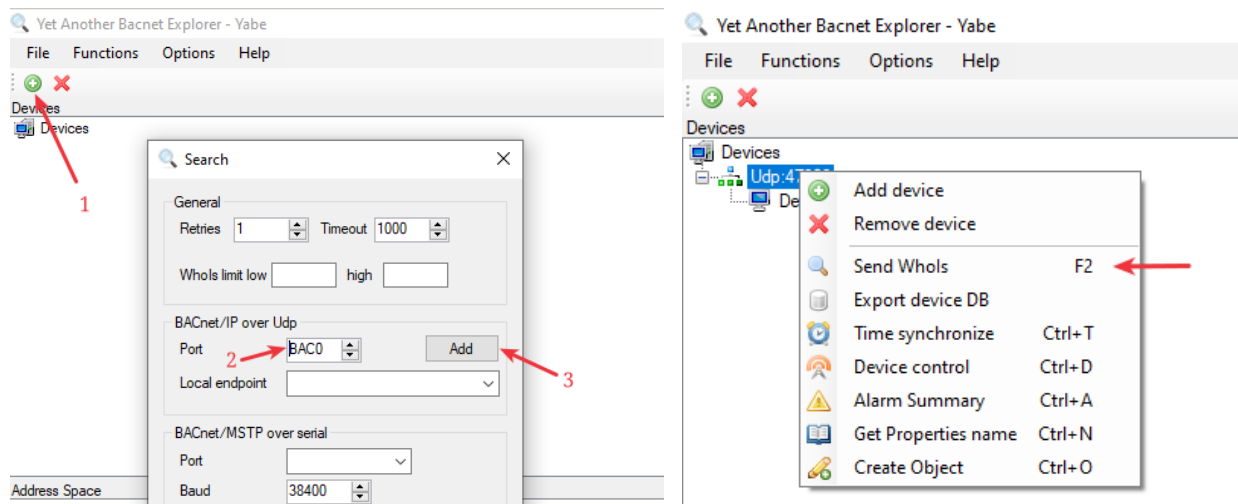 Yet Another Bacnet Explorer - Yabe
File Functions Options Help
Devices
Devices
1
Search
General
Retries 1 Timeout 1000
WhoIs limit low high
BACnet/IP over Udp
Port BAC0 Add
2
3
Local endpoint
BACnet/MSTP over serial
Port
Baud 38400
Address Space
Yet Another Bacnet Explorer - Yabe
File Functions Options Help
Devices
Devices
Udp:47
De
Add device
Remove device
Send WhoIs F2
Export device DB
Time synchronize Ctrl+T
Device control Ctrl+D
Alarm Summary Ctrl+A
Get Properties name Ctrl+N
Create Object Ctrl+O